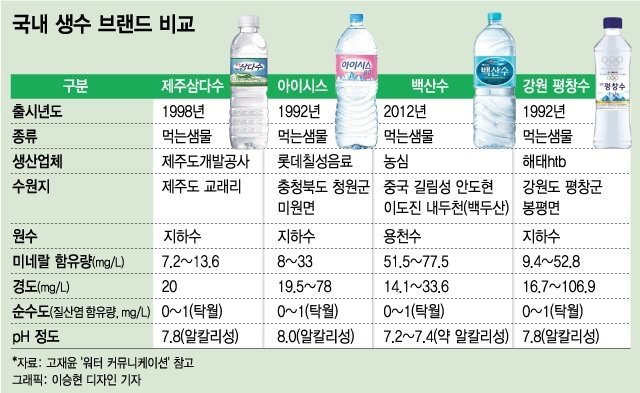 국내 생수 브랜드 비교
구분 제주삼다수 아이시스 백산수 강원 평창수
출시년도 1998년 1992년 2012년 1992년
종류 먹는샘물 먹는샘물 먹는샘물 먹는샘물
생산업체 제주도개발공사 롯데칠성음료 농심 해태htb
수원지 제주도 교래리 충청북도 청원군 중국 길림성 안도현 강원도 평창군
미원면 이도진 내두천(백두산) 봉평면
원수 지하수 지하수 용천수 지하수
미네랄 함유량(mg/L) 7.2~13.6 8~33 51.5~77.5 9.4~52.8
경도(mg/L) 20 19.5~78 14.1~33.6 16.7~106.9
순수도(질산염 함유량, mg/L) 0~1(탁월) 0~1(탁월) 0~1(탁월) 0~1(탁월)
pH 정도 7.8(알칼리성) 8.0(알칼리성) 7.2~7.4(약 알칼리성) 7.8(알칼리성)
*자료: 고재윤 '워터 커뮤니케이션' 참고
그래픽: 이승현 디자인 기자
삼다수
아이시스
8.0
백산수
평창수